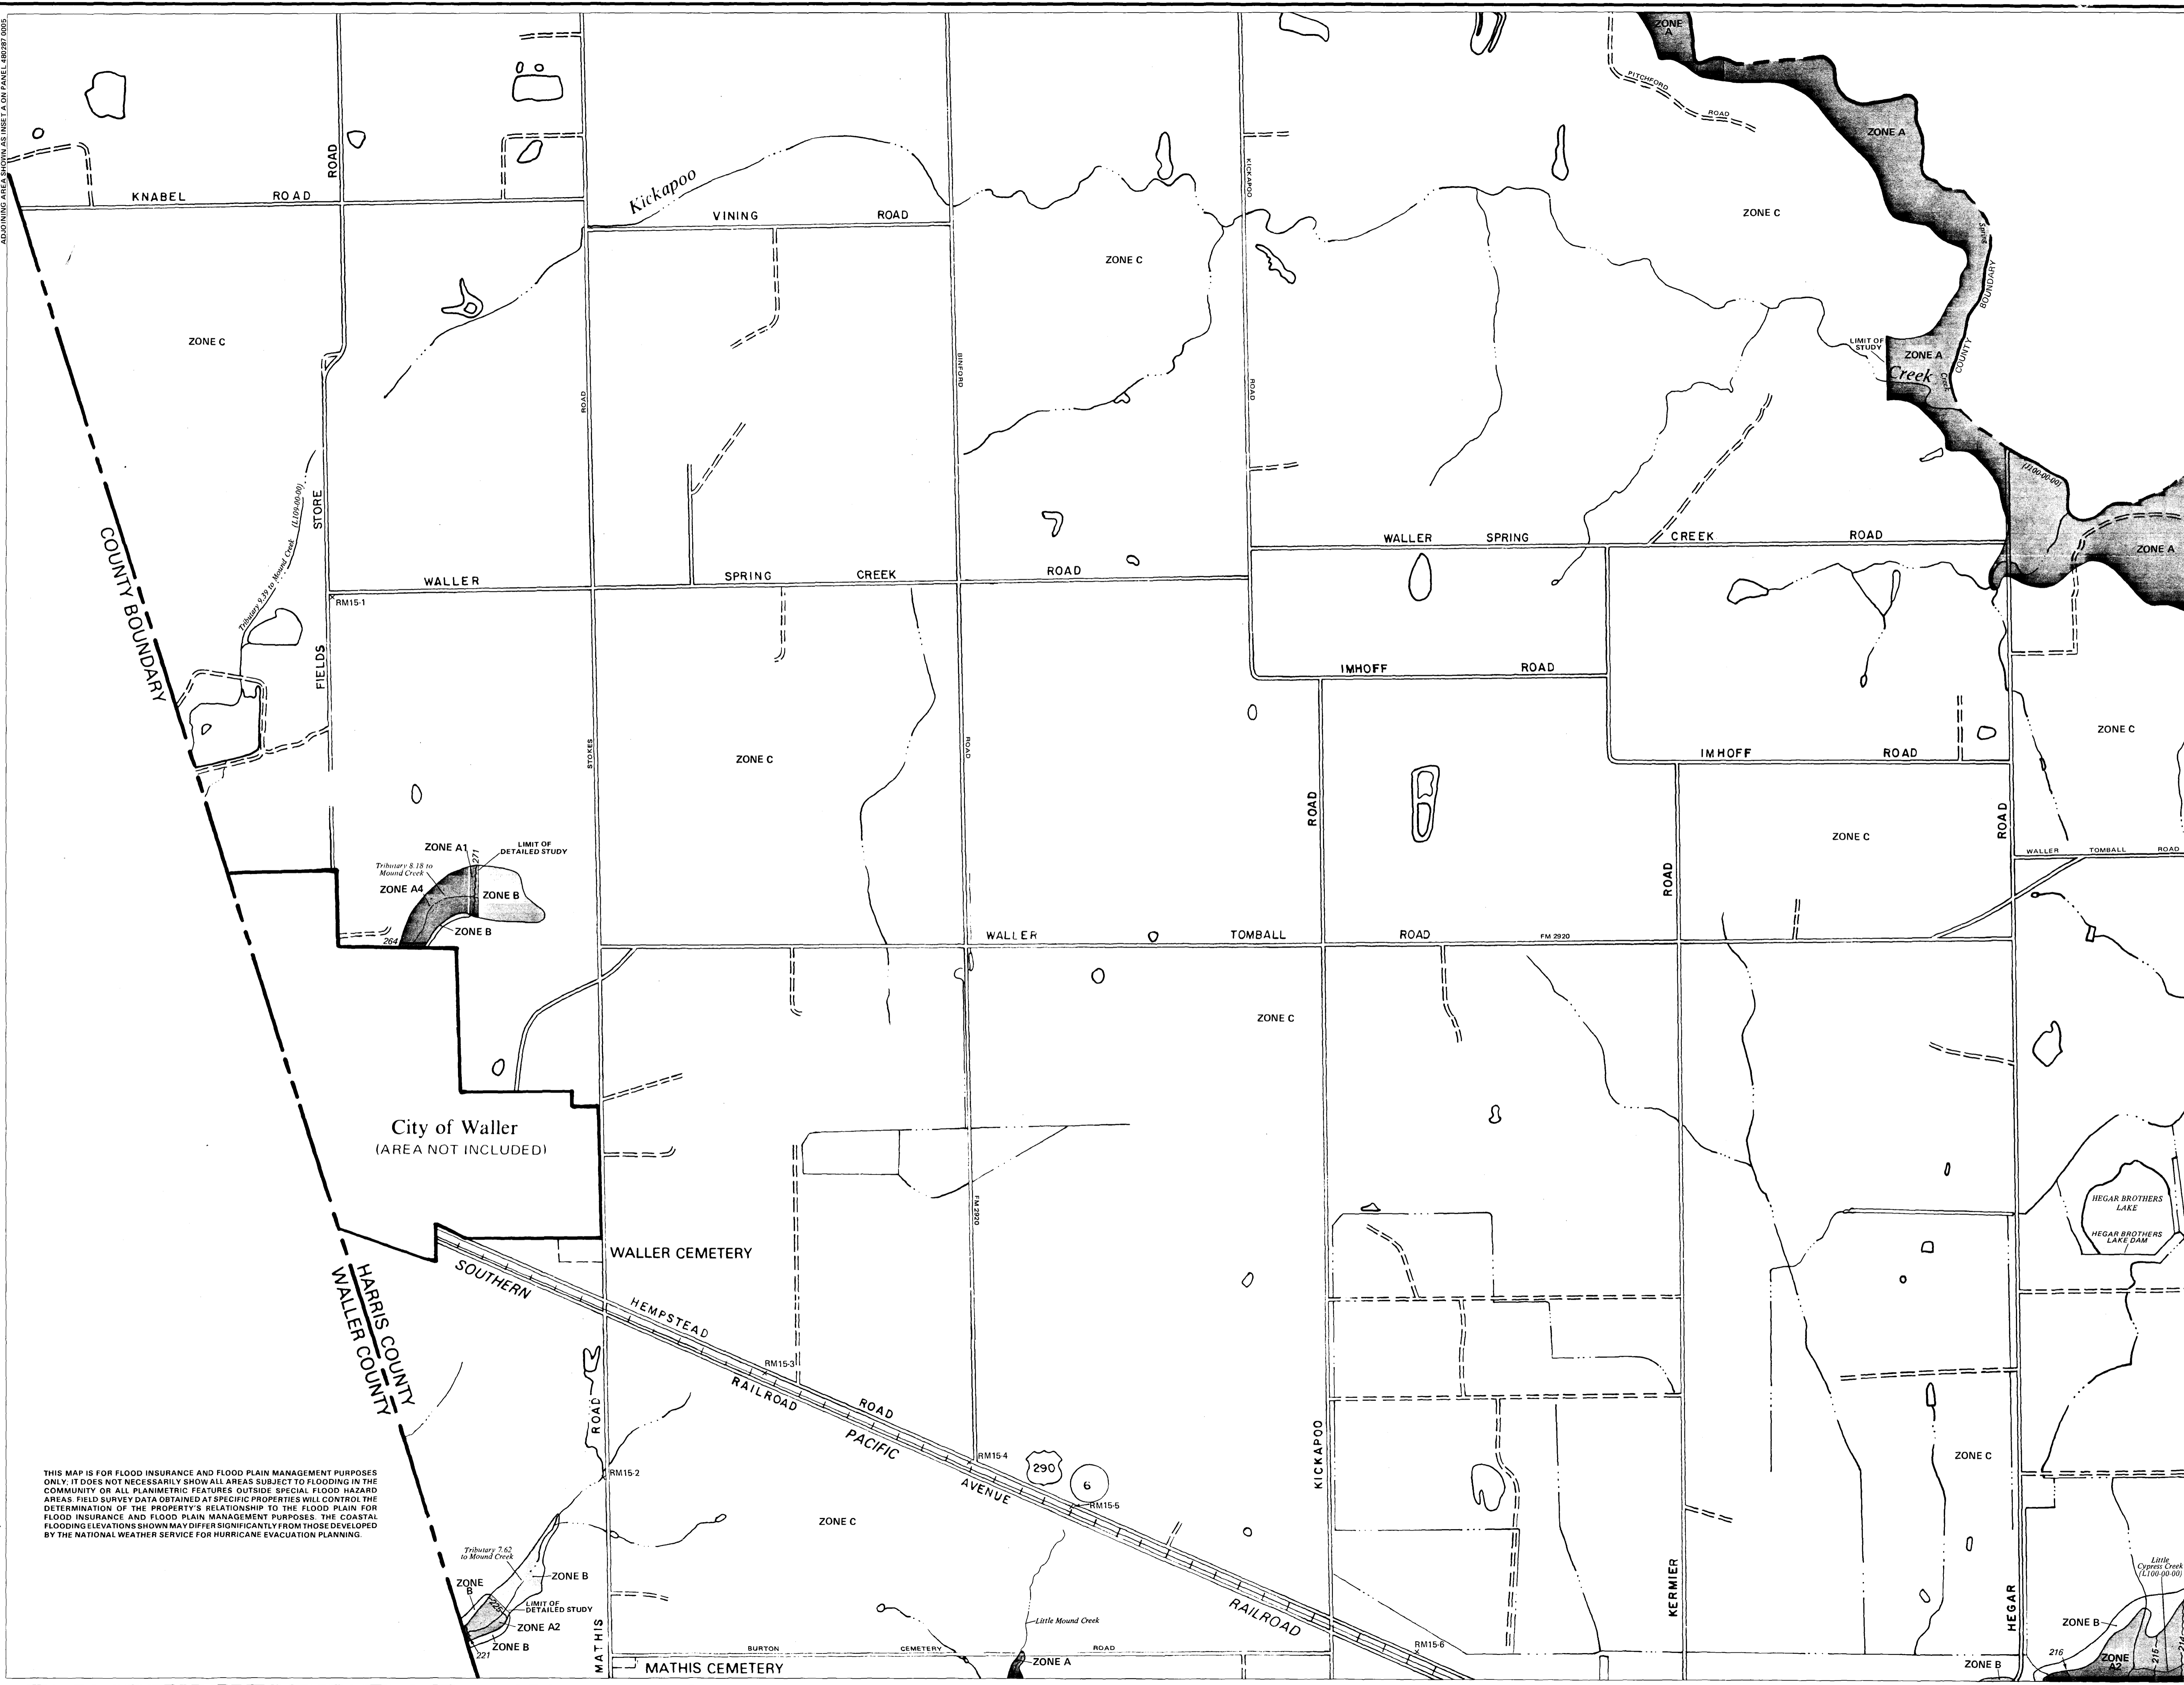 ADJOINING AREA SHOWN AS INSET A ON PANEL 480287 0005
ZONE
A
PITCHFORD
ROAD
ZONE A
ROAD
KICKAPOO
KNABEL ROAD
Kickapoo
VINING ROAD
ZONE C
ZONE C
Spring
BOUNDARY
ZONE C
LIMIT OF
STUDY
ZONE A
Creek
Creek
COUNTY
BINFORD
ROAD
ROAD
(L109-00-00)
STORE
(J100-00-00)
COUNTY BOUNDARY
Tributary 9.39 to Mound Creek
WALLER SPRING CREEK ROAD
ZONE A
WALLER SPRING CREEK ROAD
RM15-1
FIELDS
IMHOFF ROAD
STOKES
ROAD
ZONE C
ZONE C
IMHOFF ROAD
ROAD
ROAD
ZONE C
ZONE A1
271
LIMIT OF
DETAILED STUDY
Tributary 8.18 to
Mound Creek
ZONE A4
ZONE B
ZONE B
264
WALLER TOMBALL ROAD
ROAD
WALLER TOMBALL ROAD
FM 2920
ZONE C
City of Waller
(AREA NOT INCLUDED)
FM 2920
HEGAR BROTHERS
LAKE
HEGAR BROTHERS
LAKE DAM
WALLER CEMETERY
HARRIS COUNTY
WALLER COUNTY
SOUTHERN
HEMPSTEAD
RM15-3
RAILROAD
ROAD
PACIFIC
RM15-4
290
6
AVENUE
RM15-5
ROAD
RM15-2
KICKAPOO
ZONE C
THIS MAP IS FOR FLOOD INSURANCE AND FLOOD PLAIN MANAGEMENT PURPOSES
ONLY; IT DOES NOT NECESSARILY SHOW ALL AREAS SUBJECT TO FLOODING IN THE
COMMUNITY OR ALL PLANIMETRIC FEATURES OUTSIDE SPECIAL FLOOD HAZARD
AREAS. FIELD SURVEY DATA OBTAINED AT SPECIFIC PROPERTIES WILL CONTROL THE
DETERMINATION OF THE PROPERTY'S RELATIONSHIP TO THE FLOOD PLAIN FOR
FLOOD INSURANCE AND FLOOD PLAIN MANAGEMENT PURPOSES. THE COASTAL
FLOODING ELEVATIONS SHOWN MAY DIFFER SIGNIFICANTLY FROM THOSE DEVELOPED
BY THE NATIONAL WEATHER SERVICE FOR HURRICANE EVACUATION PLANNING.
ZONE C
Tributary 7.62
to Mound Creek
ZONE B
ZONE
B
225
LIMIT OF
DETAILED STUDY
ZONE A2
ZONE B
221
MATHIS
Little Mound Creek
RAILROAD
KERMIER
HEGAR
Little
Cypress Creek
(L100-00-00)
ZONE B
BURTON CEMETERY ROAD
RM15-6
MATHIS CEMETERY
ZONE A
ZONE B
216
ZONE
A2
216
214